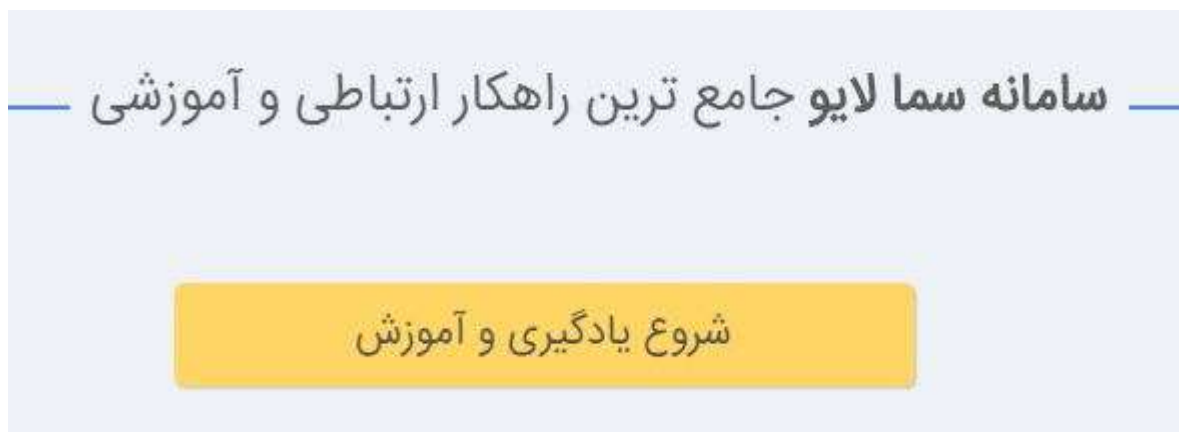 سامانه سما لایو جامع ترین راهکار ارتباطی و آموزشی
شروع یادگیری و آموزش